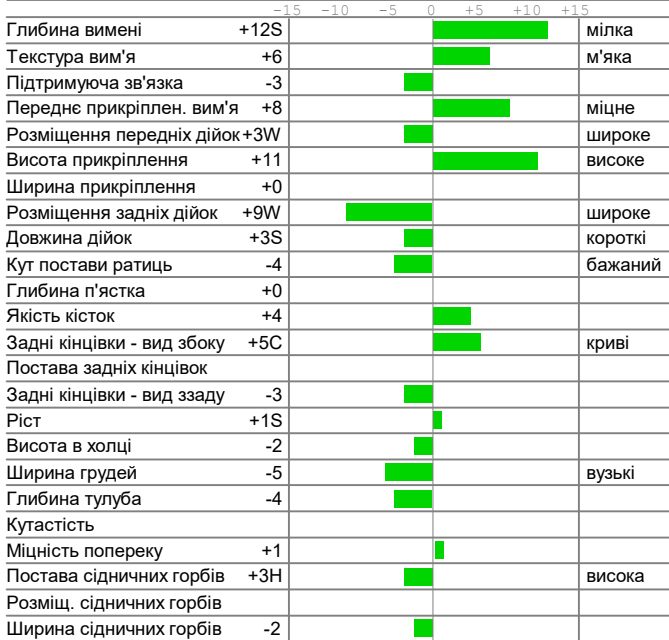 -15 -10 -5 0 +5 +10 +15
Глибина вимені +12S мілка
Текстура вим'я +6 м'яка
Підтримуюча зв'язка -3
Переднє прикріплен. вим'я +8 міцне
Розміщення передніх дійок +3W широке
Висота прикріплення +11 високе
Ширина прикріплення +0
Розміщення задніх дійок +9W широке
Довжина дійок +3S короткі
Кут постави ратиць -4 бажаний
Глибина п'ястка +0
Якість кісток +4
Задні кінцівки - вид збоку +5C криві
Постава задніх кінцівок
Задні кінцівки - вид ззаду -3
Ріст +1S
Висота в холці -2
Ширина грудей -5 вузькі
Глибина тулуба -4
Кутастість
Міцність попереку +1
Постава сідничних горбів +3H висока
Розміщ. сідничних горбів
Ширина сідничних горбів -2